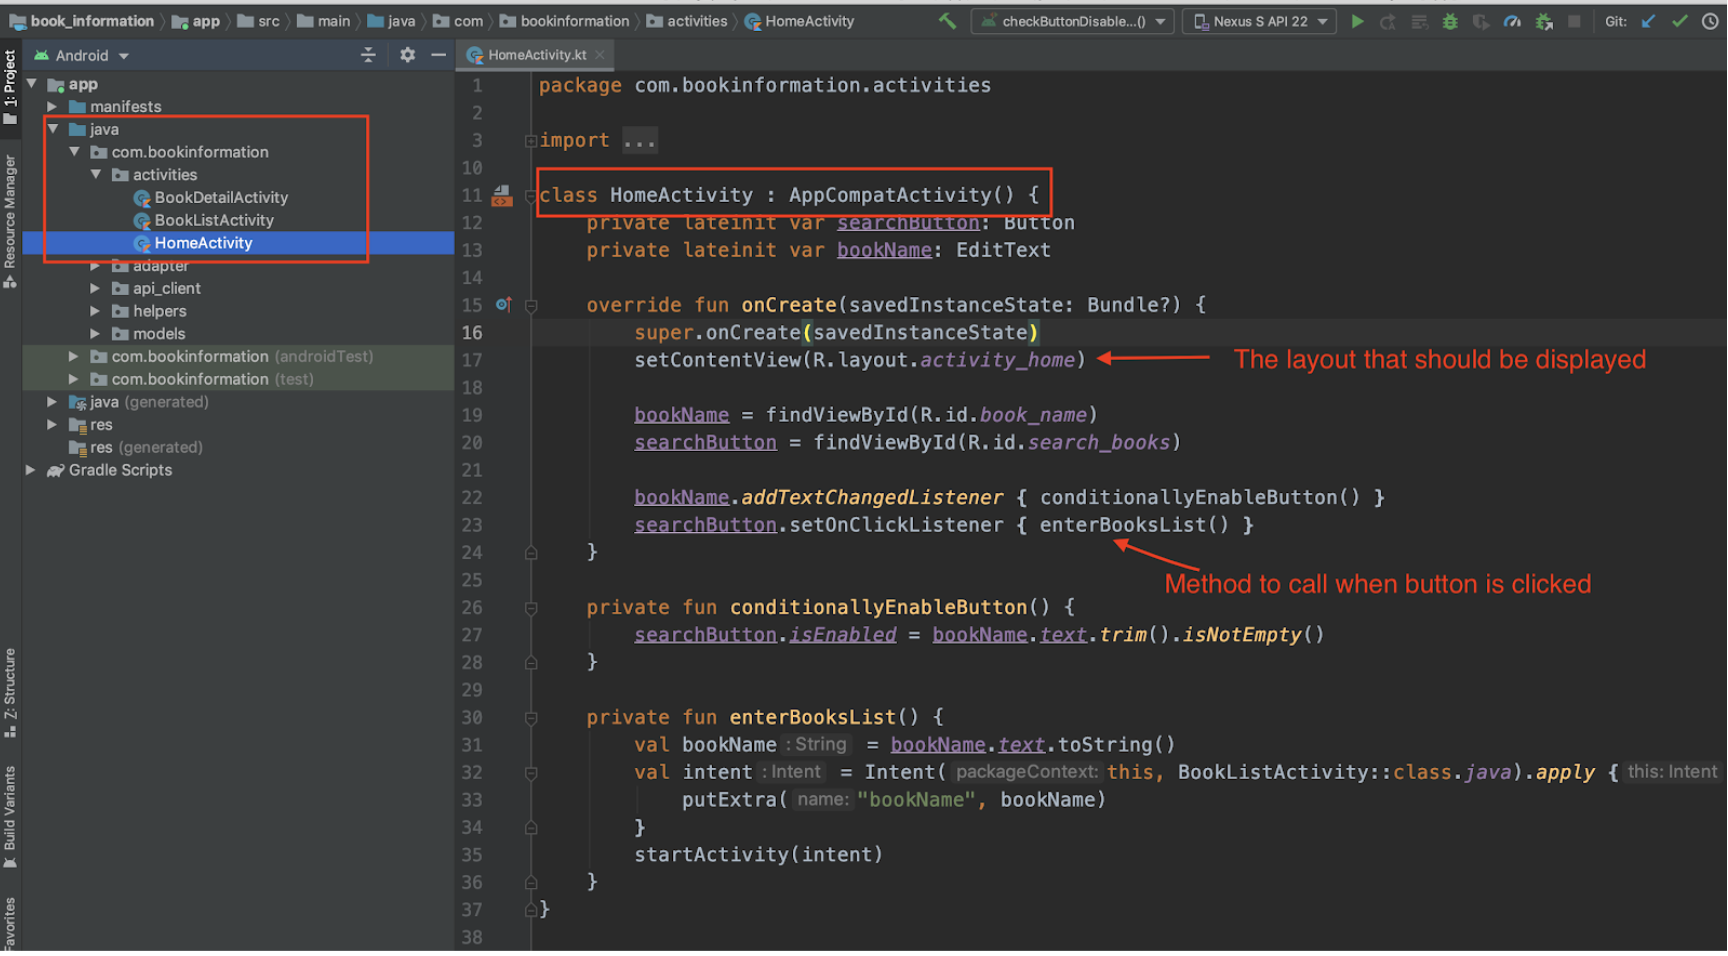 book_information app src main java com bookinformation activities HomeActivity checkButtonDisable...() Nexus S API 22 Git:
Android
HomeActivity.kt
1: Project
Resource Manager
Z: Structure
Build Variants
Favorites
app
manifests
java
com.bookinformation
activities
BookDetailActivity
BookListActivity
HomeActivity
adapter
api_client
helpers
models
com.bookinformation (androidTest)
com.bookinformation (test)
java (generated)
res
res (generated)
Gradle Scripts
1 package com.bookinformation.activities
2
3 import ...
10
11 class HomeActivity : AppCompatActivity() {
12 private lateinit var searchButton: Button
13 private lateinit var bookName: EditText
14
15 override fun onCreate(savedInstanceState: Bundle?) {
16 super.onCreate(savedInstanceState)
17 setContentView(R.layout.activity_home) The layout that should be displayed
18
19 bookName = findViewById(R.id.book_name)
20 searchButton = findViewById(R.id.search_books)
21
22 bookName.addTextChangedListener { conditionallyEnableButton() }
23 searchButton.setOnClickListener { enterBooksList() }
24 }
Method to call when button is clicked
25
26 private fun conditionallyEnableButton() {
27 searchButton.isEnabled = bookName.text.trim().isNotEmpty()
28 }
29
30 private fun enterBooksList() {
31 val bookName : String = bookName.text.toString()
32 val intent : Intent = Intent( packageContext: this, BookListActivity::class.java).apply { this: Intent
33 putExtra( name: "bookName", bookName)
34 }
35 startActivity(intent)
36 }
37 }
38